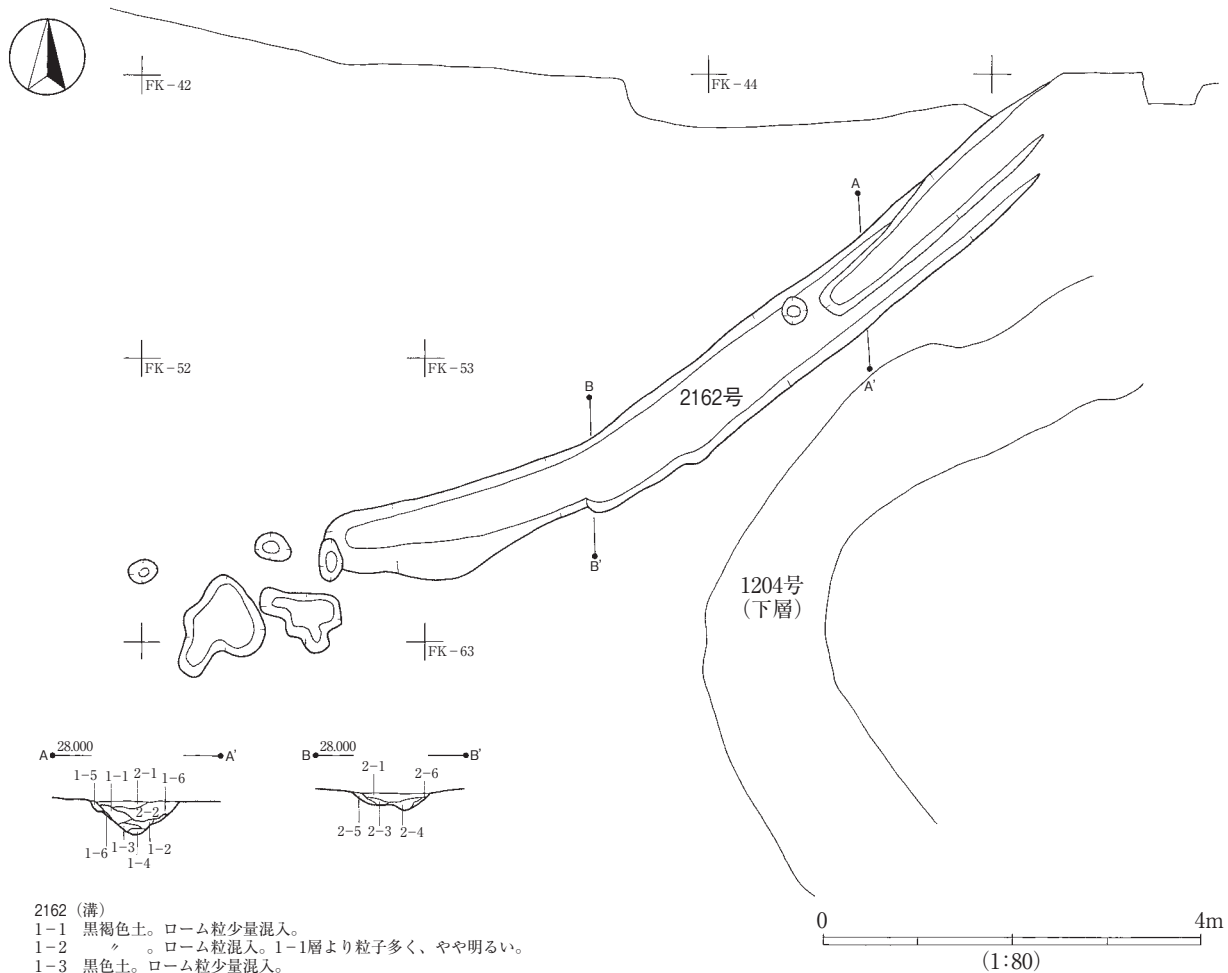 FK-42
FK-44
A
FK-52
FK-53
B
2162号
A'
B'
1204号
(下層)
FK-63
A 28.000 A'
1-5 1-1 2-1 1-6
2-2
1-6 1-3 1-4 1-2
B 28.000 B'
2-1 2-6
2-5 2-3 2-4
2162(溝)
1-1 黒褐色土。ローム粒少量混入。
1-2 〃 。ローム粒混入。1-1層より粒子多く、やや明るい。
1-3 黒色土。ローム粒少量混入。
0 4m
(1:80)